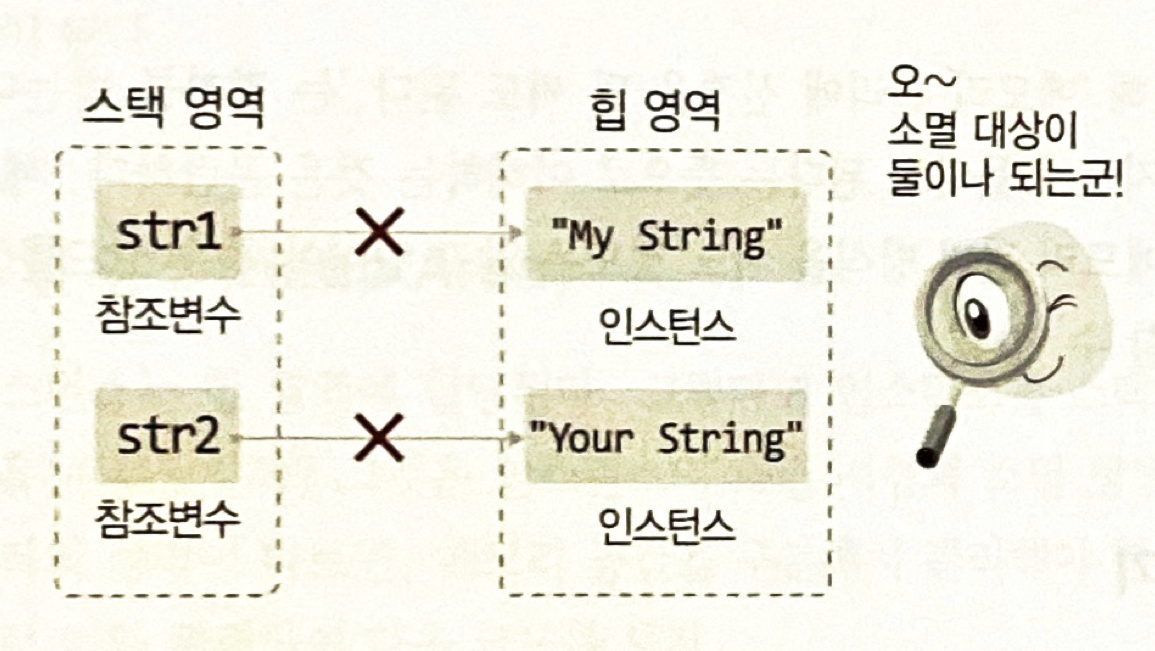 스택 영역
str1
참조변수
str2
참조변수
힙 영역
"My String"
인스턴스
"Your String"
인스턴스
오~
소멸 대상이
둘이나 되는군!